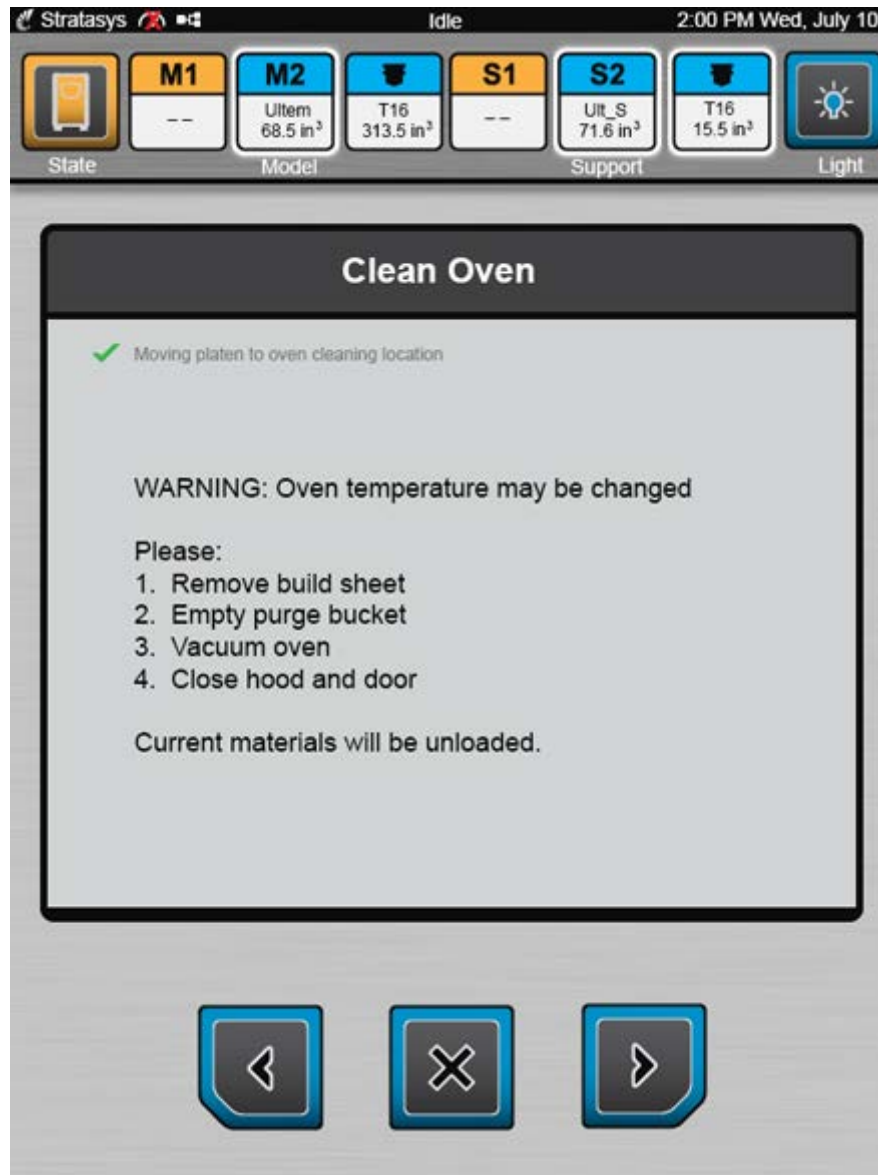 Stratasys Idle 2:00 PM Wed, July 10
M1 M2 S1 S2
-- Ultem T16 -- Ult_S T16
68.5 in³ 313.5 in³ 71.6 in³ 15.5 in³
State Model Support Light
Clean Oven
Moving platen to oven cleaning location
WARNING: Oven temperature may be changed
Please:
1. Remove build sheet
2. Empty purge bucket
3. Vacuum oven
4. Close hood and door
Current materials will be unloaded.